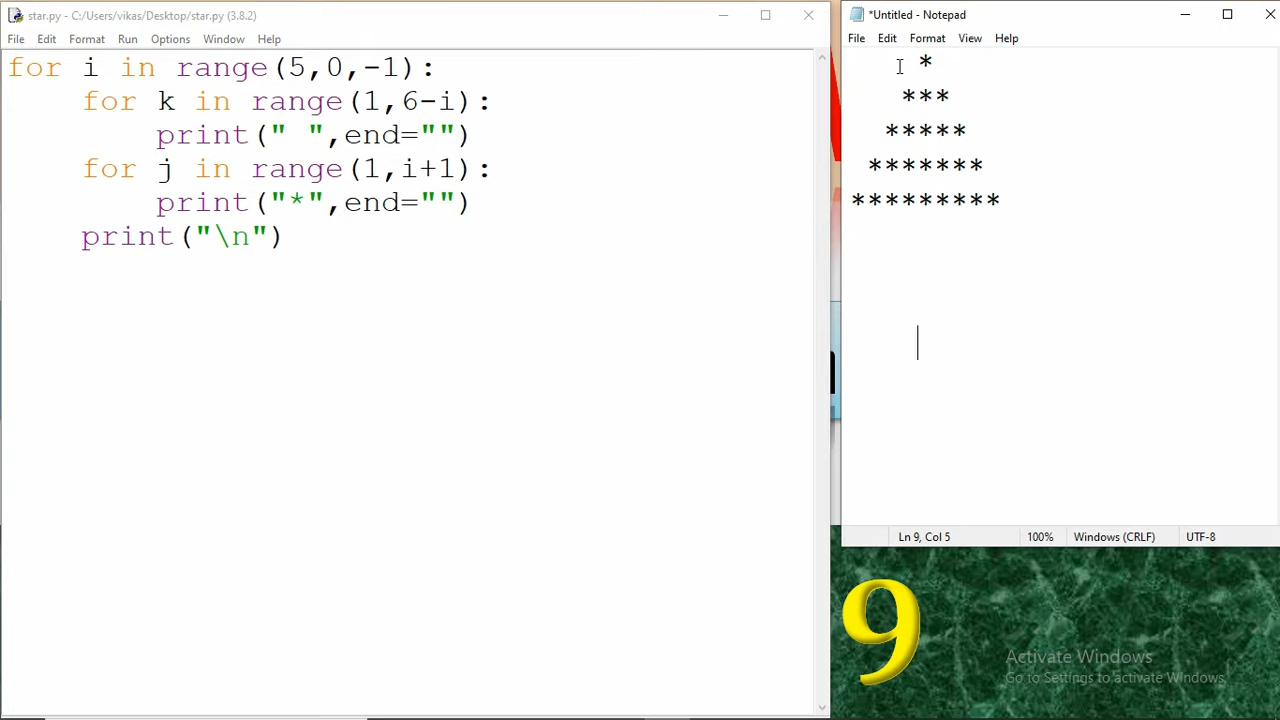 star.py - C:/Users/vikas/Desktop/star.py (3.8.2)
File Edit Format Run Options Window Help
for i in range(5,0,-1):
    for k in range(1,6-i):
        print(" ",end="")
    for j in range(1,i+1):
        print("*",end="")
    print("\n")
*Untitled - Notepad
File Edit Format View Help
    *
   ***
  *****
 *******
*********
Ln 9, Col 5 100% Windows (CRLF) UTF-8
9
Activate Windows
Go to Settings to activate Windows.